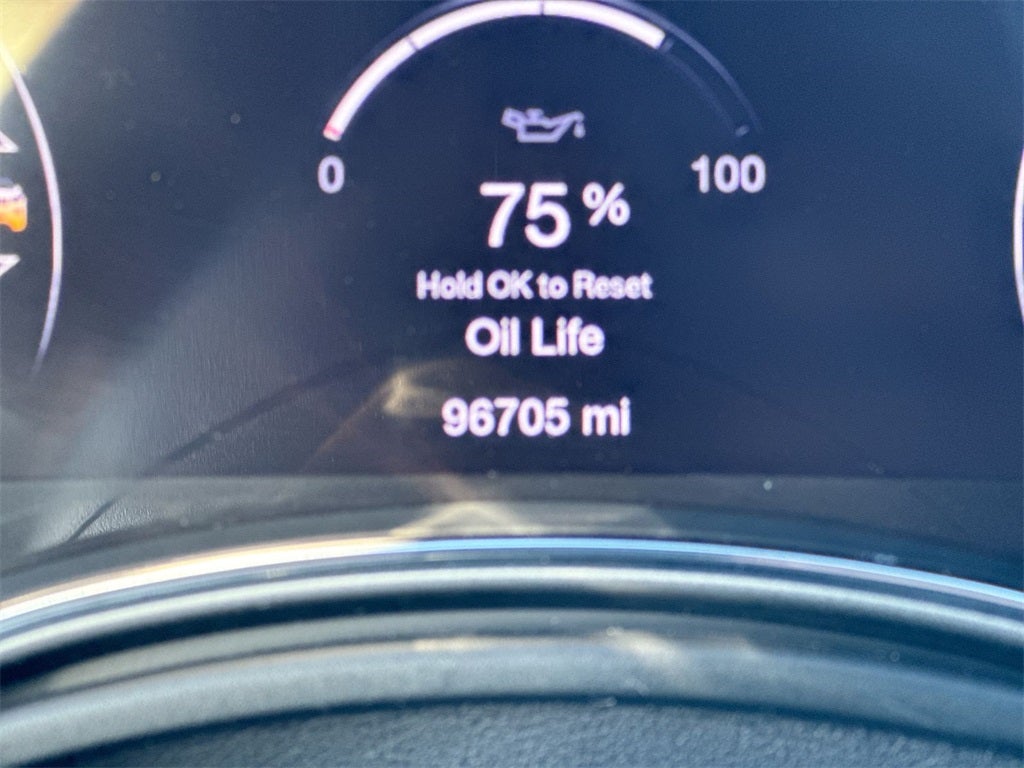 0 100
75 %
Hold OK to Reset
Oil Life
96705 mi